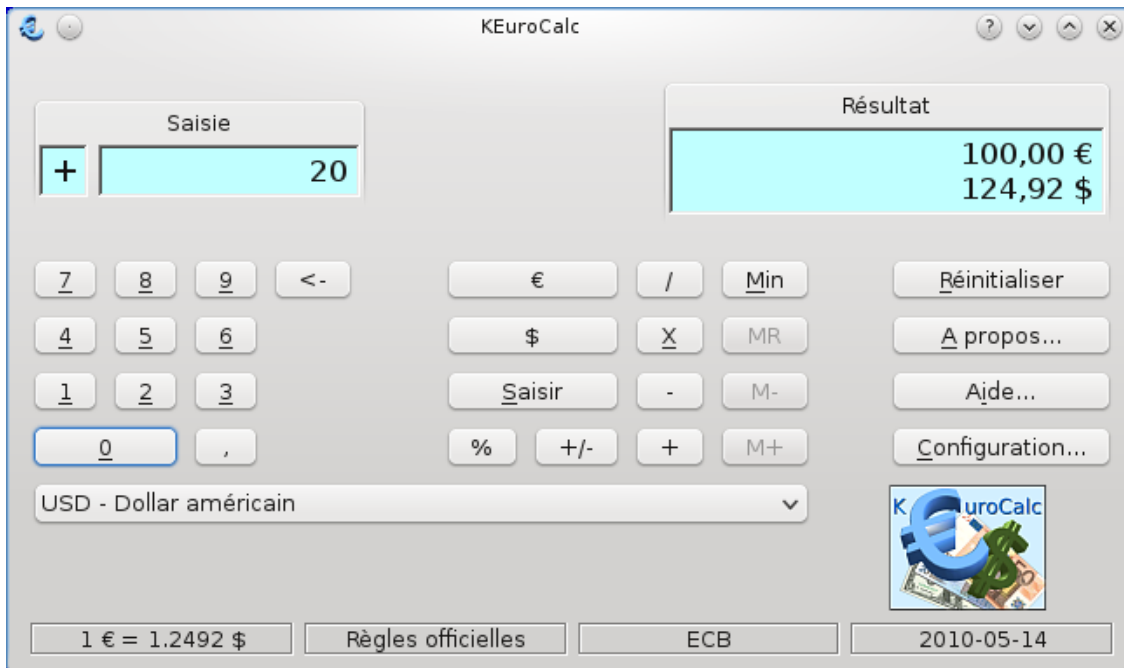 KEuroCalc
Saisie
Résultat
+ 20
100,00 €
124,92 $
7 8 9 <- € / Min Réinitialiser
4 5 6 $ X MR A propos...
1 2 3 Saisir - M- Aide...
0 , % +/- + M+ Configuration...
USD - Dollar américain
K uroCalc
1 € = 1.2492 $ Règles officielles ECB 2010-05-14